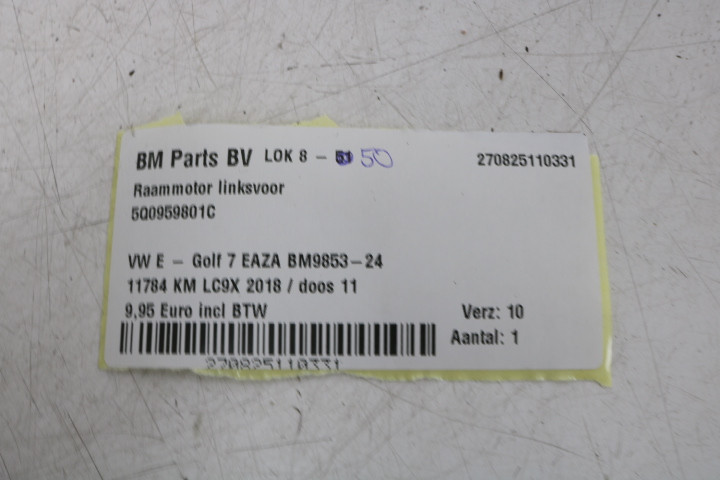 BM Parts BV LOK 8 - 51 50 270825110331
Raammotor linksvoor
5Q0959801C
VW E - Golf 7 EAZA BM9853-24
11784 KM LC9X 2018 / doos 11
9,95 Euro incl BTW Verz: 10
Aantal: 1
270825110331